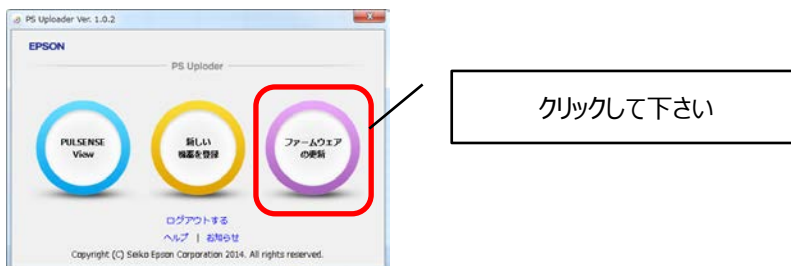 PS Uploader Ver. 1.0.2
EPSON
PS Uploder
PULSENSE
View
新しい
機器を登録
ファームウェア
の更新
クリックして下さい
ログアウトする
ヘルプ | お知らせ
Copyright (C) Seiko Epson Corporation 2014. All rights reserved.